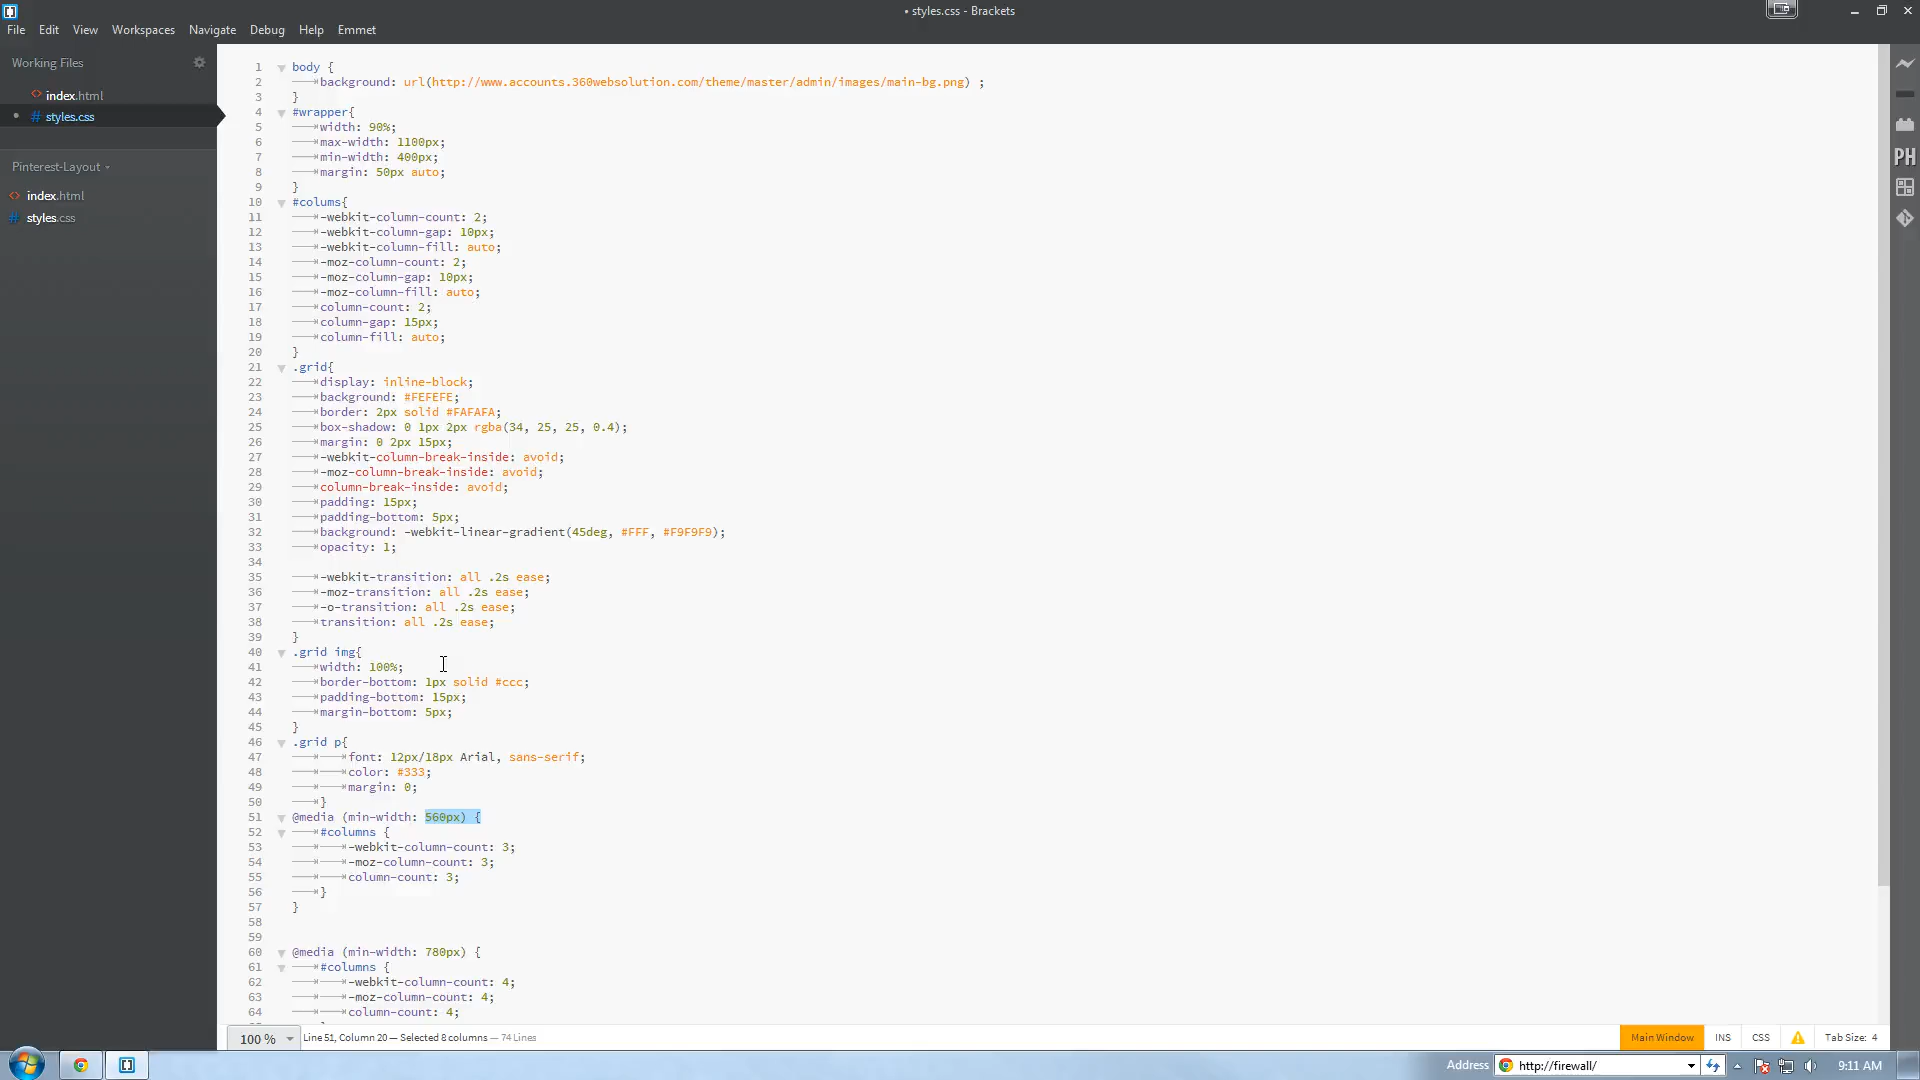 • styles.css - Brackets
File Edit View Workspaces Navigate Debug Help Emmet
Working Files
index.html
• # styles.css
Pinterest-Layout
index.html
# styles.css
1 body {
2 background: url(http://www.accounts.360websolution.com/theme/master/admin/images/main-bg.png) ;
3 }
4 #wrapper{
5 width: 90%;
6 max-width: 1100px;
7 min-width: 400px;
8 margin: 50px auto;
9 }
10 #colums{
11 -webkit-column-count: 2;
12 -webkit-column-gap: 10px;
13 -webkit-column-fill: auto;
14 -moz-column-count: 2;
15 -moz-column-gap: 10px;
16 -moz-column-fill: auto;
17 column-count: 2;
18 column-gap: 15px;
19 column-fill: auto;
20 }
21 .grid{
22 display: inline-block;
23 background: #FEFEFE;
24 border: 2px solid #FAFAFA;
25 box-shadow: 0 1px 2px rgba(34, 25, 25, 0.4);
26 margin: 0 2px 15px;
27 -webkit-column-break-inside: avoid;
28 -moz-column-break-inside: avoid;
29 column-break-inside: avoid;
30 padding: 15px;
31 padding-bottom: 5px;
32 background: -webkit-linear-gradient(45deg, #FFF, #F9F9F9);
33 opacity: 1;
34
35 -webkit-transition: all .2s ease;
36 -moz-transition: all .2s ease;
37 -o-transition: all .2s ease;
38 transition: all .2s ease;
39 }
40 .grid img{
41 width: 100%;
42 border-bottom: 1px solid #ccc;
43 padding-bottom: 15px;
44 margin-bottom: 5px;
45 }
46 .grid p{
47 font: 12px/18px Arial, sans-serif;
48 color: #333;
49 margin: 0;
50 }
51 @media (min-width: 560px) {
52 #columns {
53 -webkit-column-count: 3;
54 -moz-column-count: 3;
55 column-count: 3;
56 }
57 }
58
59
60 @media (min-width: 780px) {
61 #columns {
62 -webkit-column-count: 4;
63 -moz-column-count: 4;
64 column-count: 4;
PH
100 % Line 51, Column 20 — Selected 8 columns — 74 Lines Main Window INS CSS Tab Size: 4
Address http://firewall/ 9:11 AM